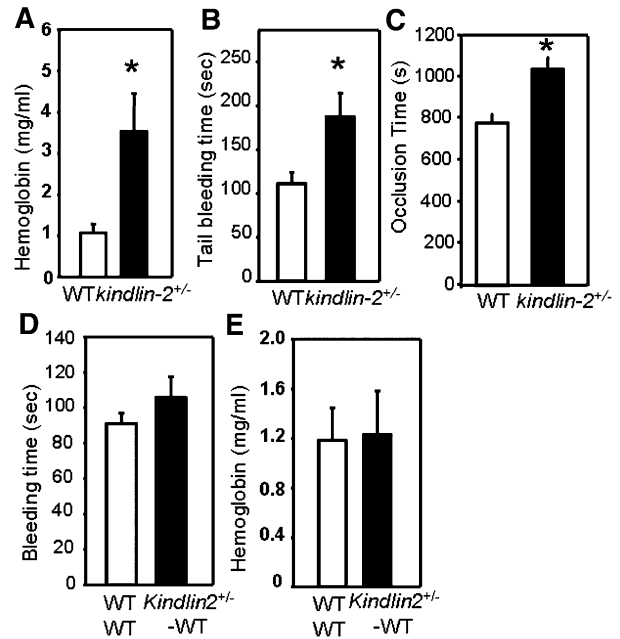 A
Hemoglobin (mg/ml)
6
5
4
3
2
1
0
*
WT kindlin-2+/-
B
Tail bleeding time (sec)
250
200
150
100
50
0
*
WT kindlin-2+/-
C
Occlusion Time (s)
1200
1000
800
600
400
200
0
*
WT kindlin-2+/-
D
Bleeding time (sec)
140
120
100
80
60
40
20
0
WT Kindlin2+/-
WT -WT
E
Hemoglobin (mg/ml)
2.0
1.6
1.2
0.8
0.4
0
WT Kindlin2+/-
WT -WT